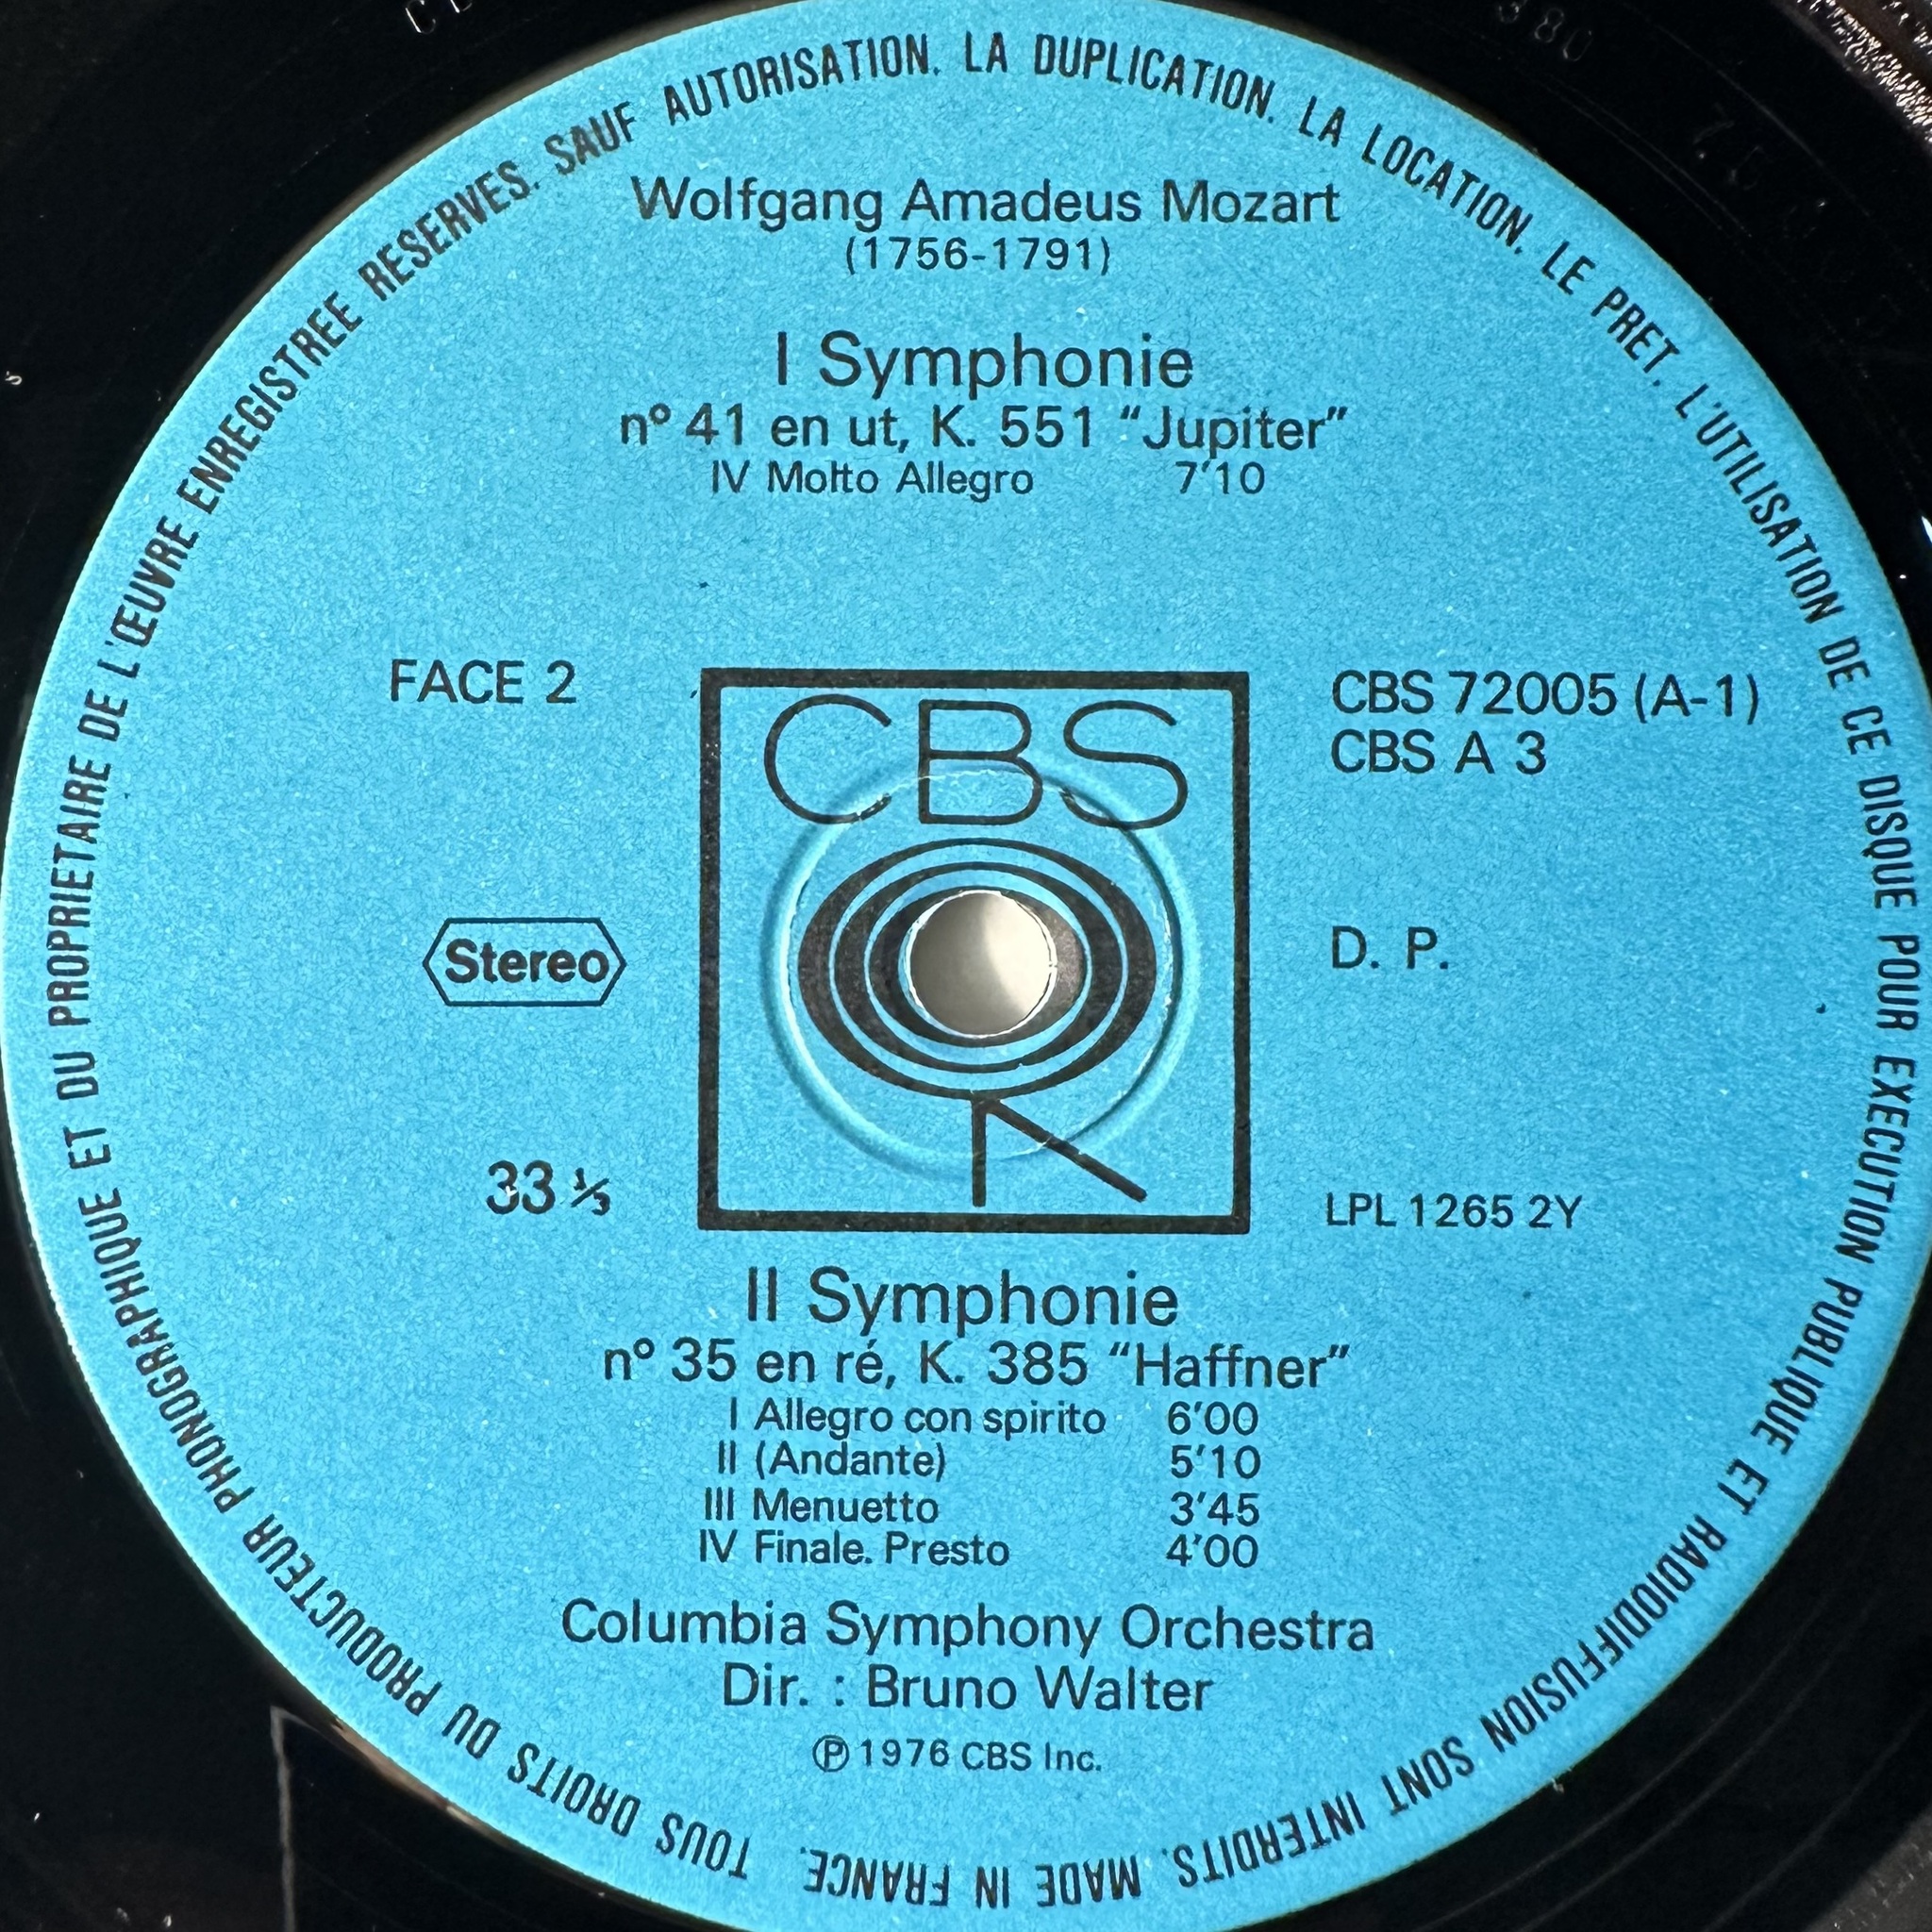 TOUS DROITS DU PRODUCTEUR PHONOGRAPHIQUE ET DU PROPRIETAIRE DE L'ŒUVRE ENREGISTREE RESERVES. SAUF AUTORISATION. LA DUPLICATION. LA LOCATION. LE PRET. L'UTILISATION DE CE DISQUE POUR EXECUTION PUBLIQUE ET RADIODIFFUSION SONT INTERDITS. MADE IN FRANCE.
Wolfgang Amadeus Mozart
(1756-1791)
I Symphonie
nº 41 en ut, K. 551 “Jupiter”
IV Molto Allegro 7'10
FACE 2
CBS
CBS 72005 (A-1)
CBS A 3
Stereo
D. P.
33 ⅓
LPL 1265 2Y
II Symphonie
nº 35 en ré, K. 385 “Haffner”
I Allegro con spirito 6'00
II (Andante) 5'10
III Menuetto 3'45
IV Finale. Presto 4'00
Columbia Symphony Orchestra
Dir. : Bruno Walter
℗ 1976 CBS Inc.